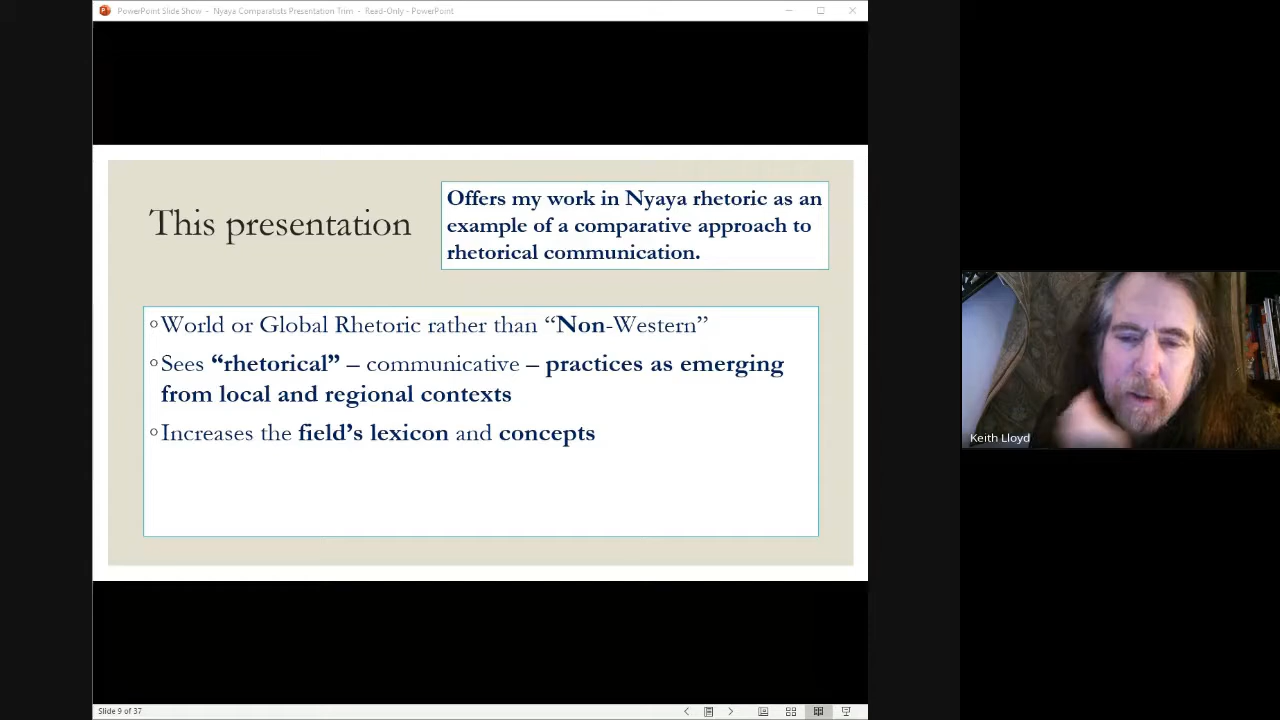 PowerPoint Slide Show - Nyaya Comparatists Presentation Trim - Read-Only - PowerPoint
This presentation
Offers my work in Nyaya rhetoric as an
example of a comparative approach to
rhetorical communication.
◦World or Global Rhetoric rather than “Non-Western”
◦Sees “rhetorical” – communicative – practices as emerging
from local and regional contexts
◦Increases the field’s lexicon and concepts
Keith Lloyd
Slide 9 of 37